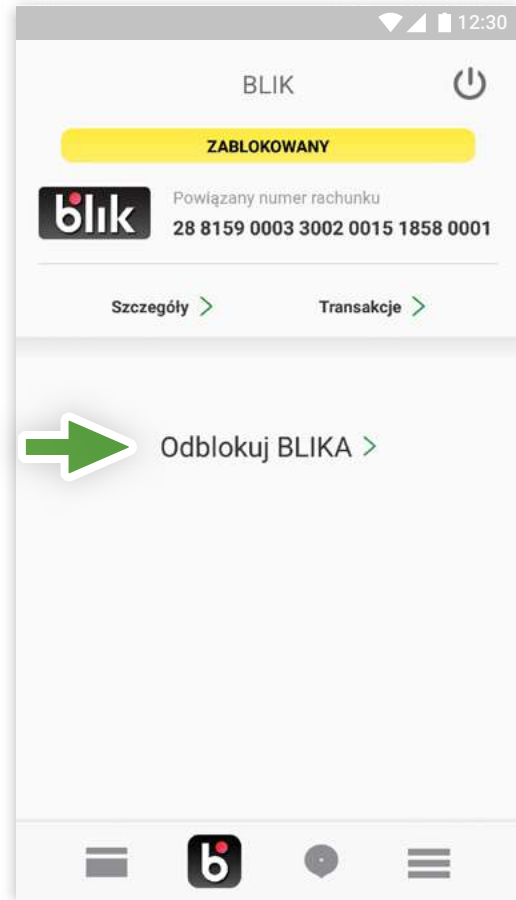 12:30
BLIK
ZABLOKOWANY
blik
Powiązany numer rachunku
28 8159 0003 3002 0015 1858 0001
Szczegóły
Transakcje
Odblokuj BLIKA
b